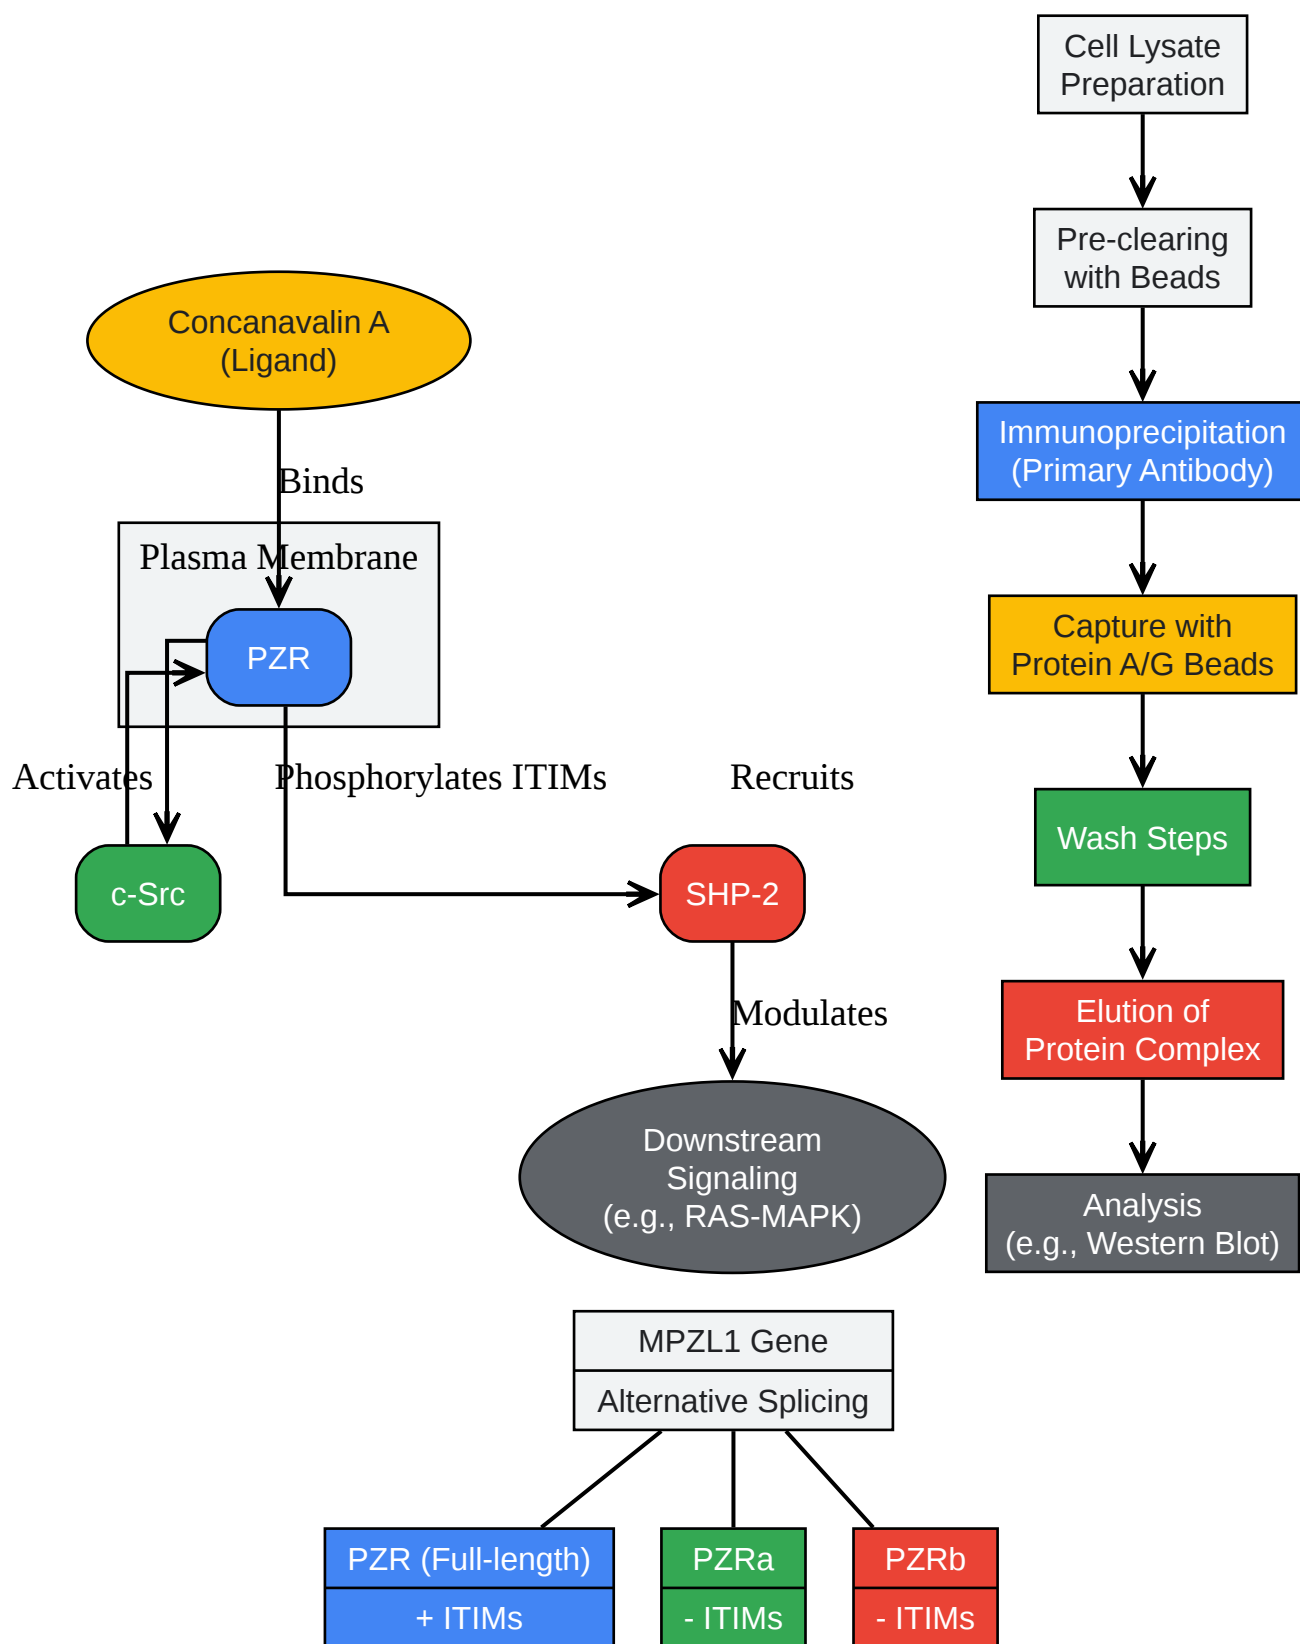 Cell Lysate
Preparation
Pre-clearing
with Beads
Immunoprecipitation
(Primary Antibody)
Capture with
Protein A/G Beads
Wash Steps
Elution of
Protein Complex
Analysis
(e.g., Western Blot)
Concanavalin A
(Ligand)
Binds
Plasma Membrane
PZR
Activates
Phosphorylates ITIMs
Recruits
c-Src
SHP-2
Modulates
Downstream
Signaling
(e.g., RAS-MAPK)
MPZL1 Gene
Alternative Splicing
PZR (Full-length)
+ ITIMs
PZRa
- ITIMs
PZRb
- ITIMs